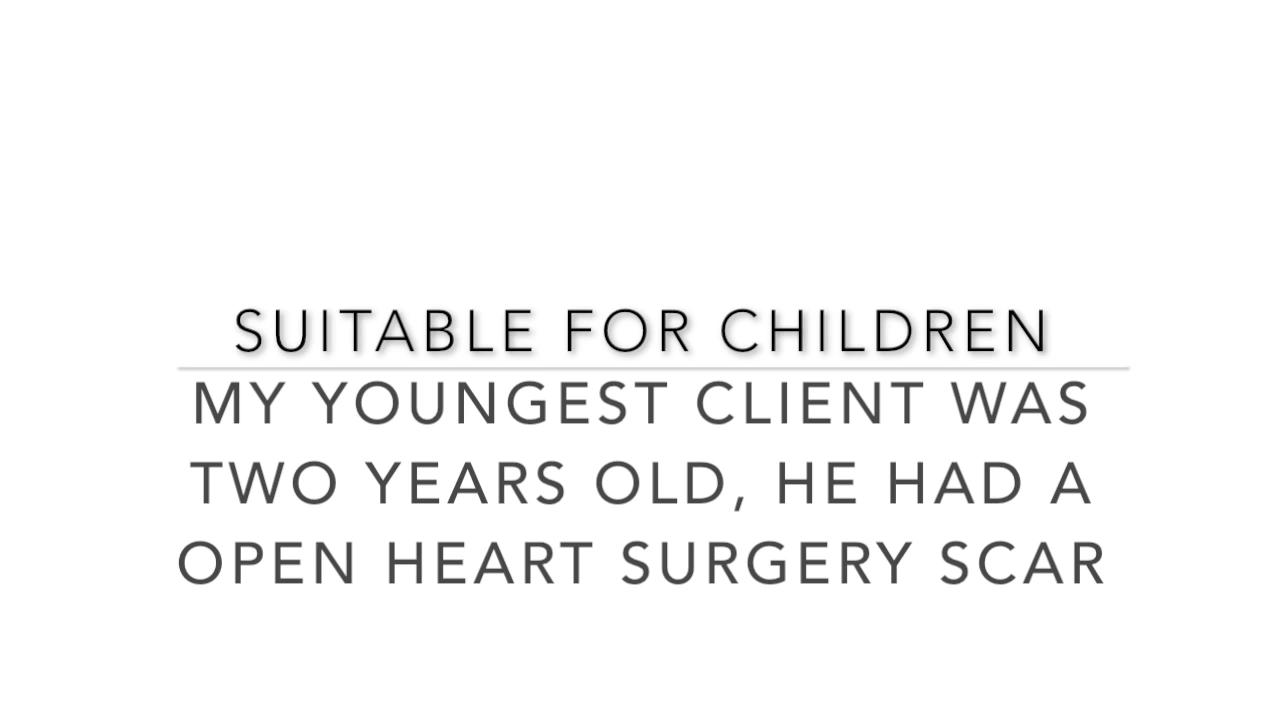 SUITABLE FOR CHILDREN
MY YOUNGEST CLIENT WAS
TWO YEARS OLD, HE HAD A
OPEN HEART SURGERY SCAR